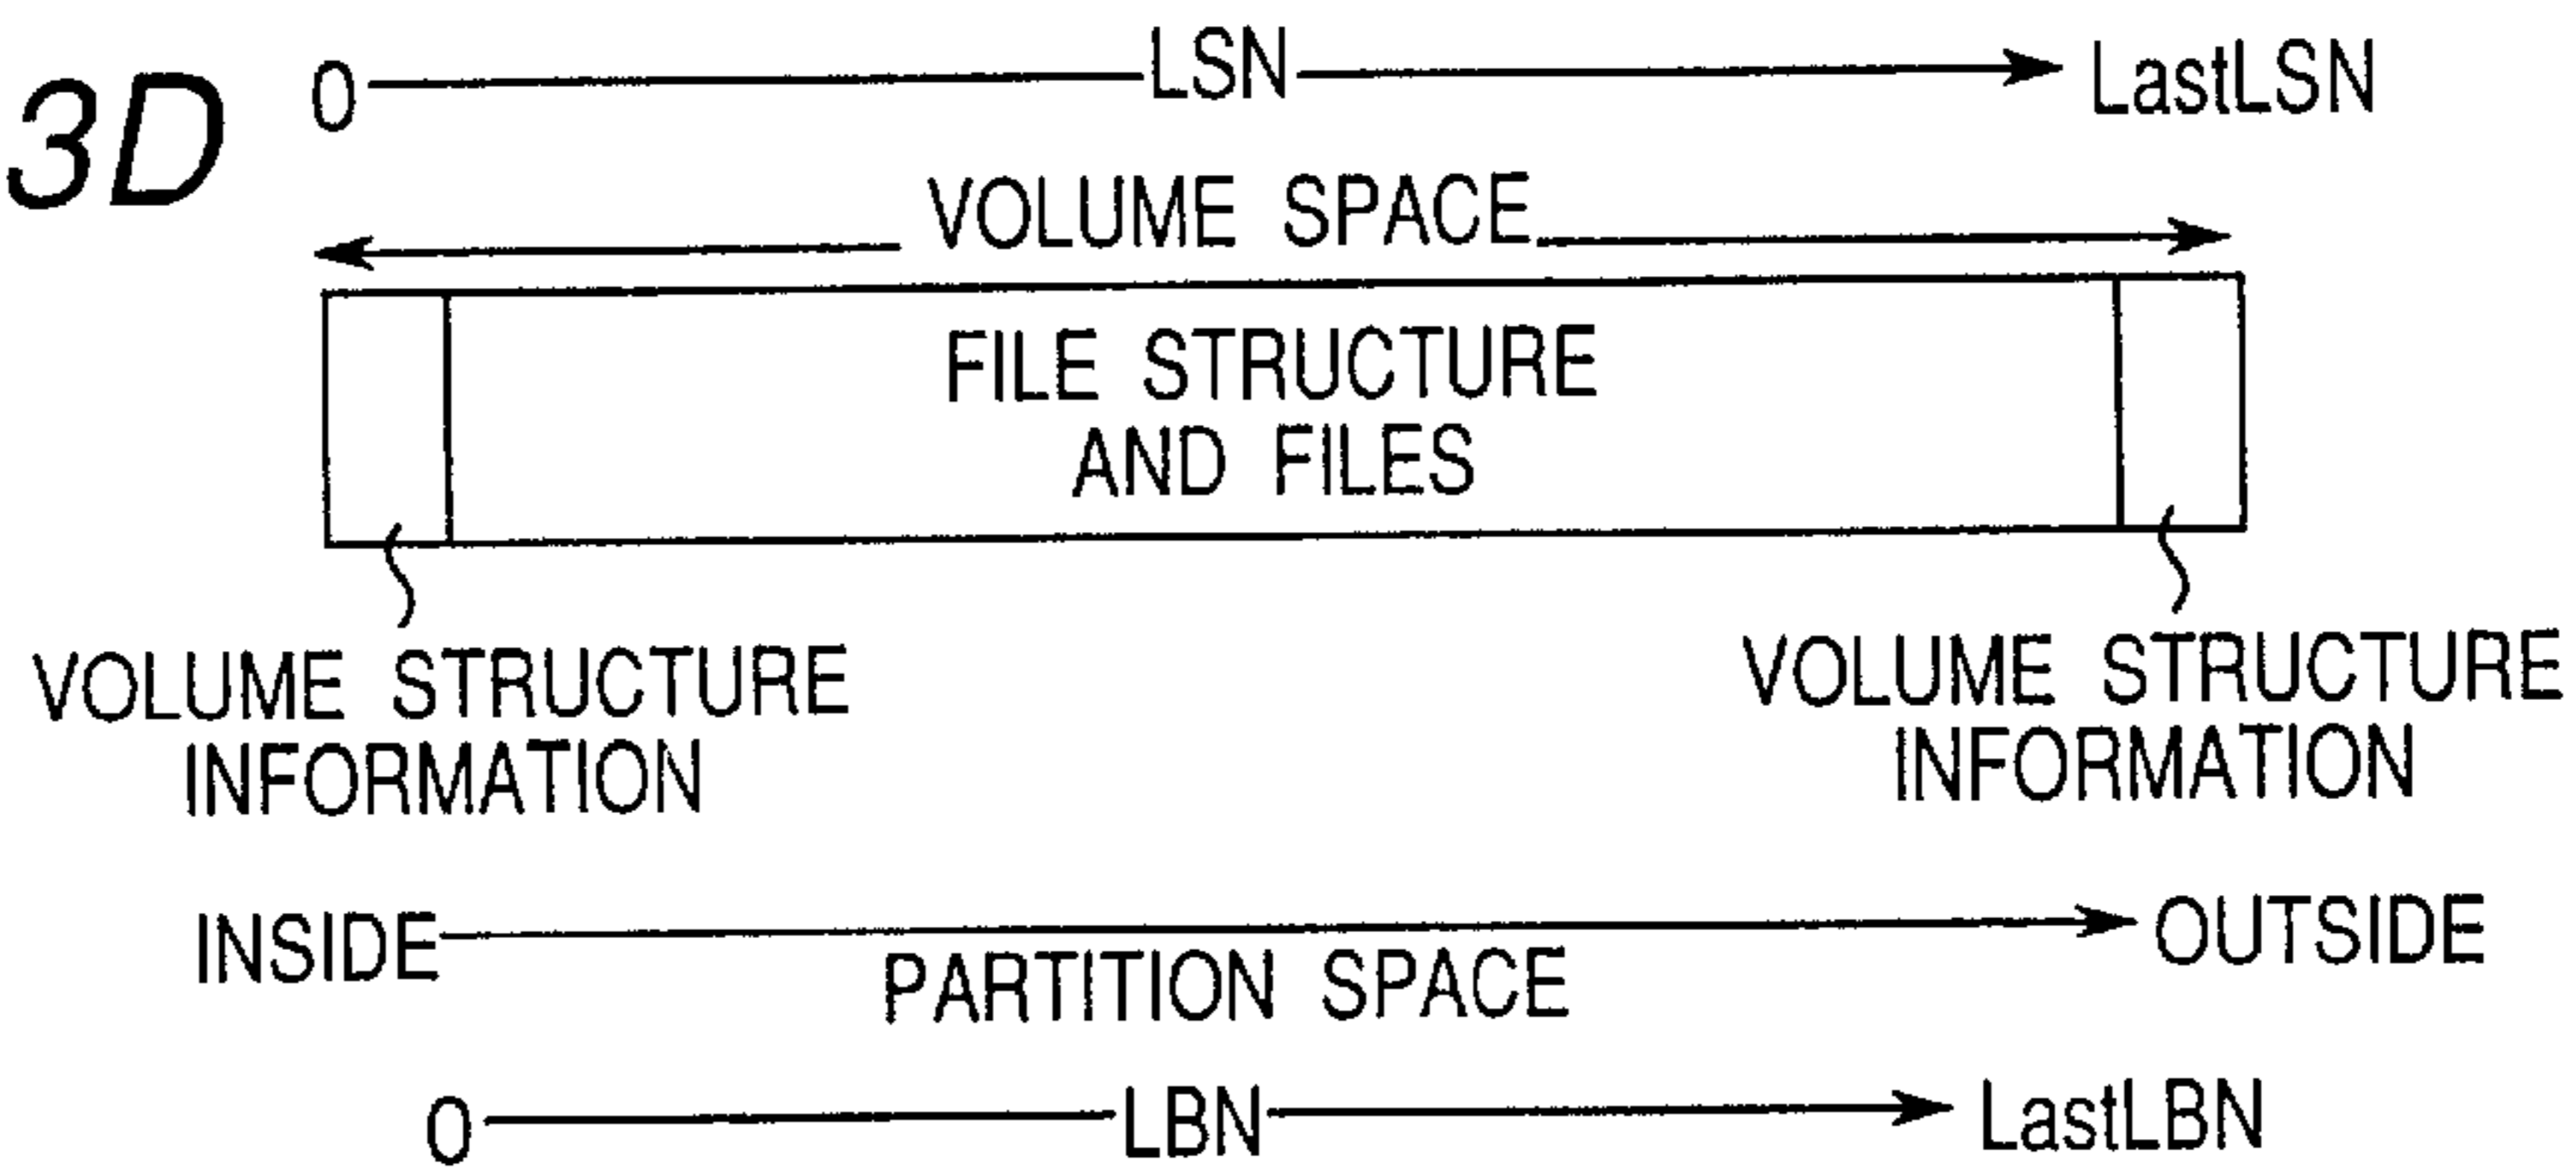 3D
0 LSN LastLSN
VOLUME SPACE
FILE STRUCTURE
AND FILES
VOLUME STRUCTURE
INFORMATION
VOLUME STRUCTURE
INFORMATION
INSIDE OUTSIDE
PARTITION SPACE
0 LBN LastLBN